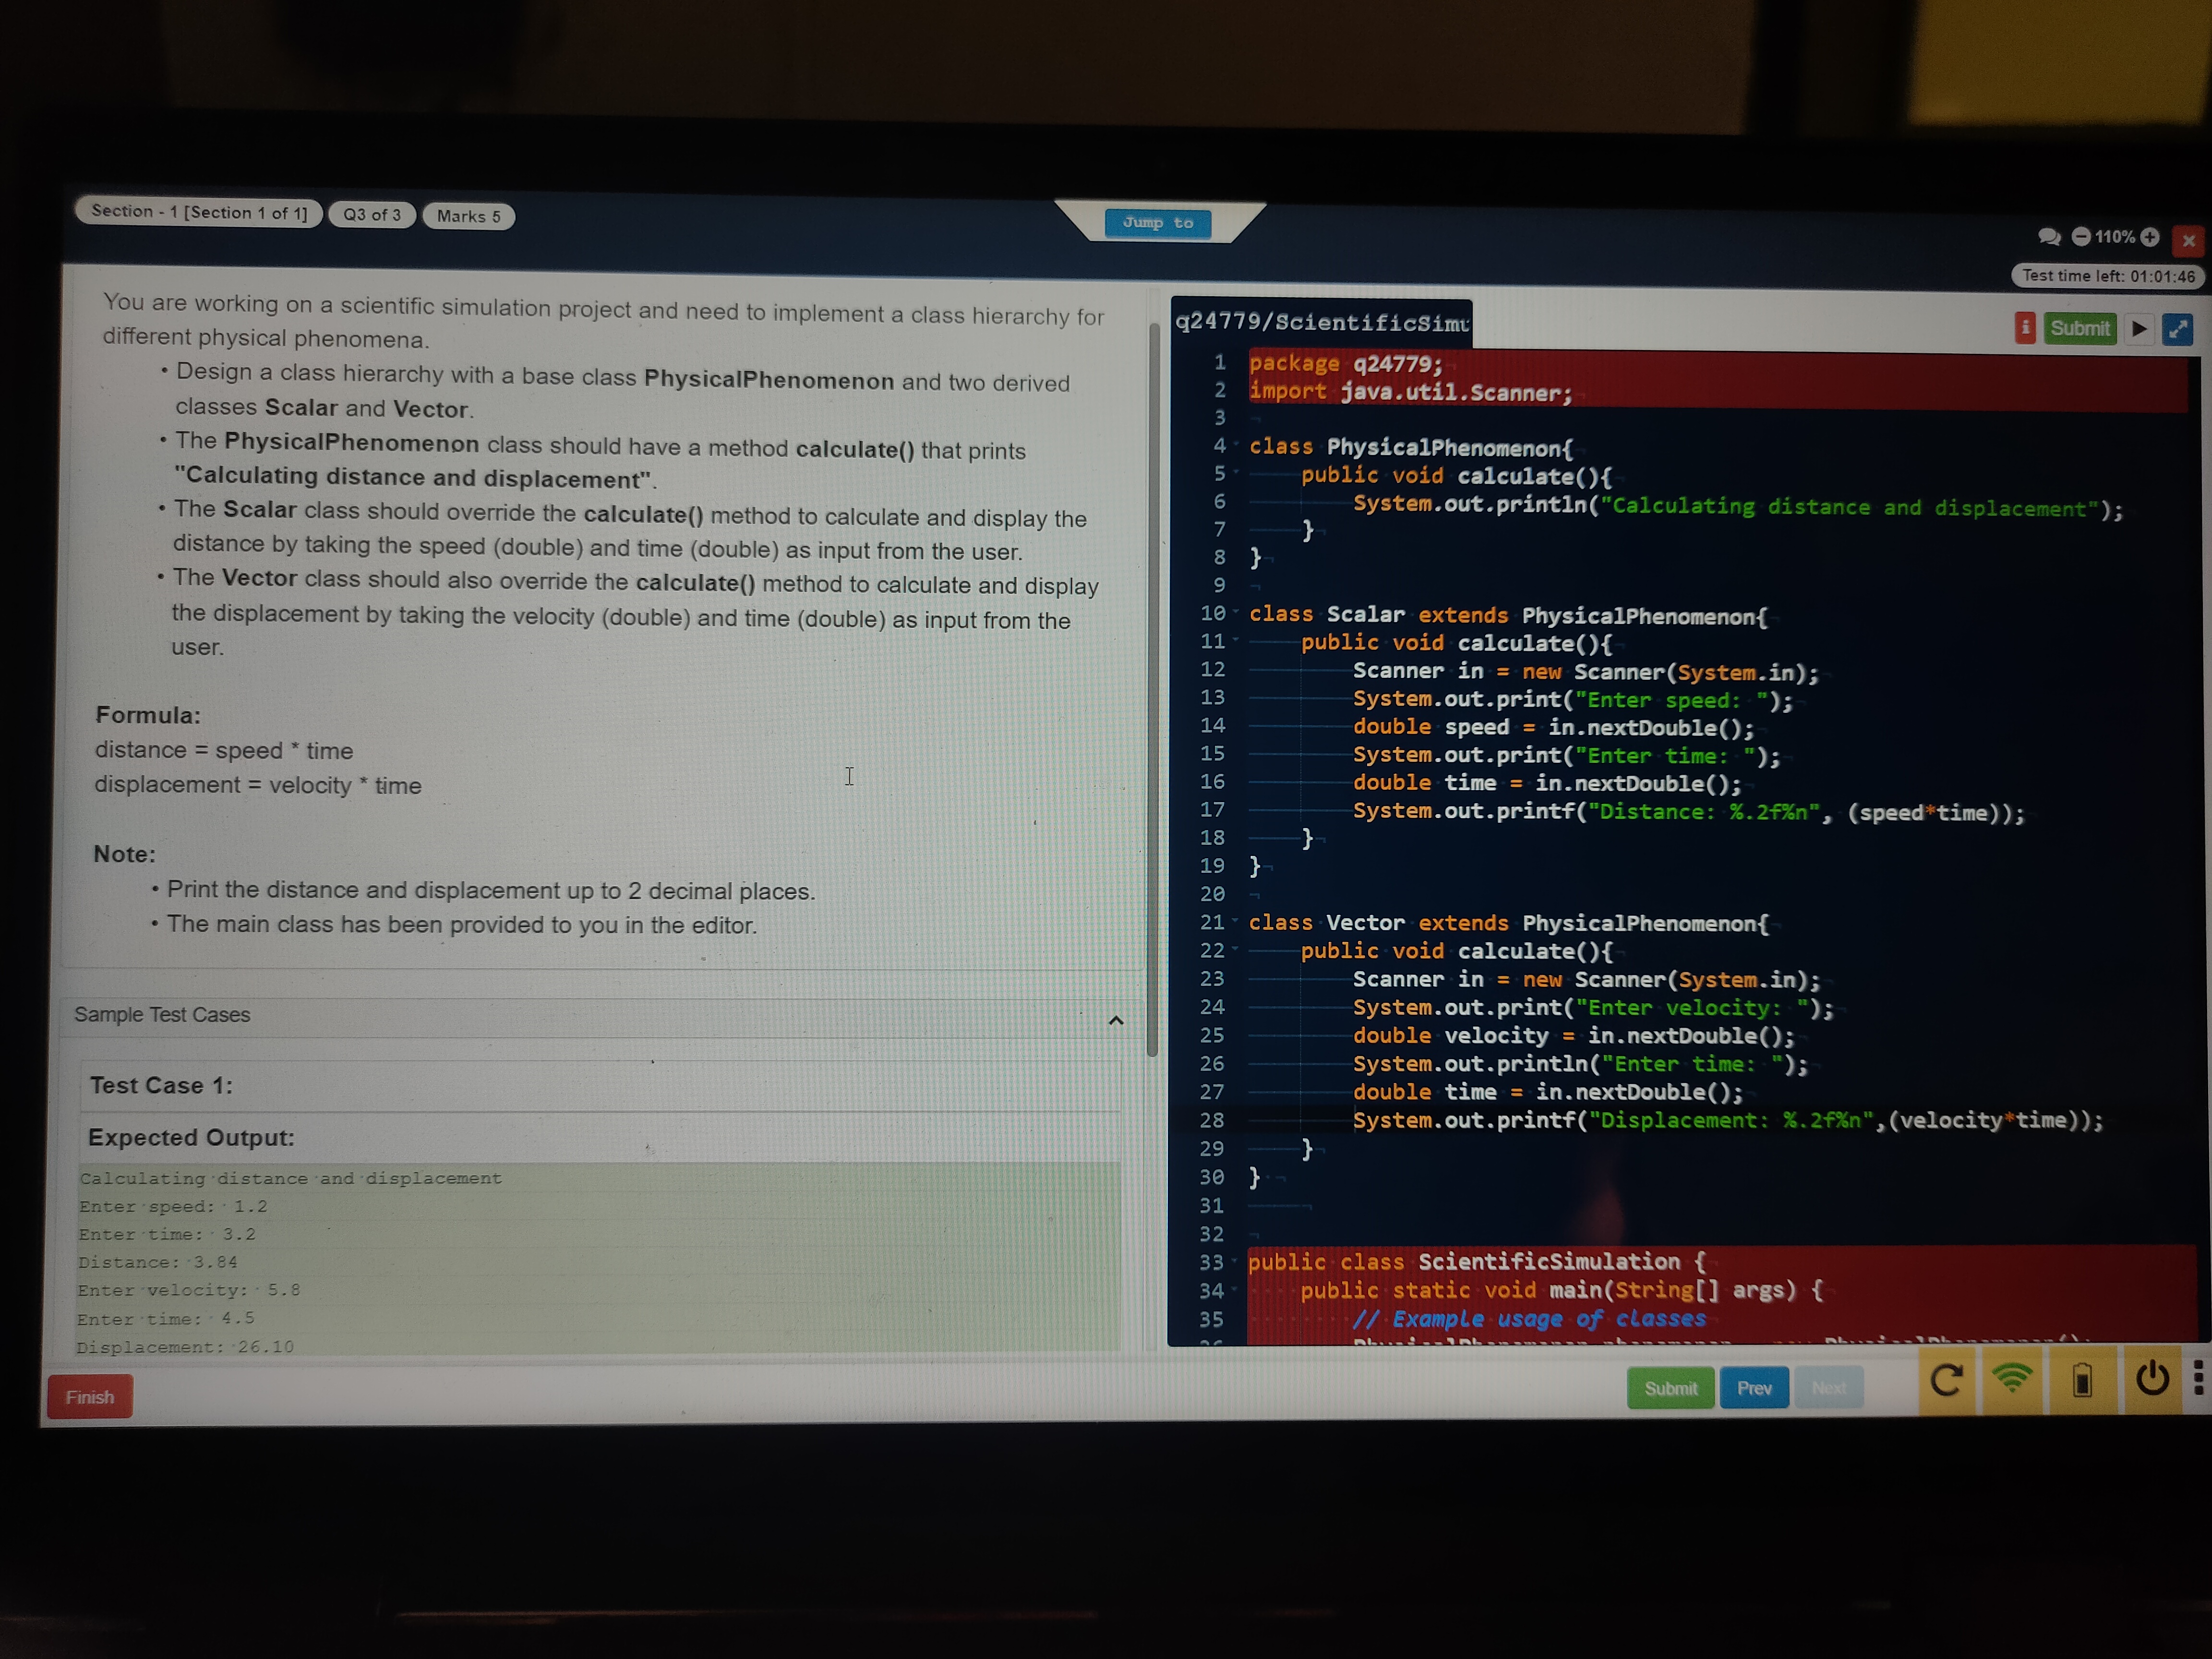 Section - 1 [Section 1 of 1] Q3 of 3 Marks 5
Jump to
110%
Test time left: 01:01:46
You are working on a scientific simulation project and need to implement a class hierarchy for
different physical phenomena.
• Design a class hierarchy with a base class PhysicalPhenomenon and two derived
classes Scalar and Vector.
• The PhysicalPhenomenon class should have a method calculate() that prints
"Calculating distance and displacement".
• The Scalar class should override the calculate() method to calculate and display the
distance by taking the speed (double) and time (double) as input from the user.
• The Vector class should also override the calculate() method to calculate and display
the displacement by taking the velocity (double) and time (double) as input from the
user.
Formula:
distance = speed * time
displacement = velocity * time
Note:
• Print the distance and displacement up to 2 decimal places.
• The main class has been provided to you in the editor.
Sample Test Cases
Test Case 1:
Expected Output:
Calculating distance and displacement
Enter speed: 1.2
Enter time: 3.2
Distance: 3.84
Enter velocity: 5.8
Enter time: 4.5
Displacement: 26.10
Finish
q24779/ScientificSimu
Submit
1 package q24779;
2 import java.util.Scanner;
3
4 class PhysicalPhenomenon{
5 public void calculate(){
6 System.out.println("Calculating distance and displacement");
7 }
8 }
9
10 class Scalar extends PhysicalPhenomenon{
11 public void calculate(){
12 Scanner in = new Scanner(System.in);
13 System.out.print("Enter speed: ");
14 double speed = in.nextDouble();
15 System.out.print("Enter time: ");
16 double time = in.nextDouble();
17 System.out.printf("Distance: %.2f%n", (speed*time));
18 }
19 }
20
21 class Vector extends PhysicalPhenomenon{
22 public void calculate(){
23 Scanner in = new Scanner(System.in);
24 System.out.print("Enter velocity: ");
25 double velocity = in.nextDouble();
26 System.out.println("Enter time: ");
27 double time = in.nextDouble();
28 System.out.printf("Displacement: %.2f%n",(velocity*time));
29 }
30 }
31
32
33 public class ScientificSimulation {
34 public static void main(String[] args) {
35 // Example usage of classes
Submit Prev Next